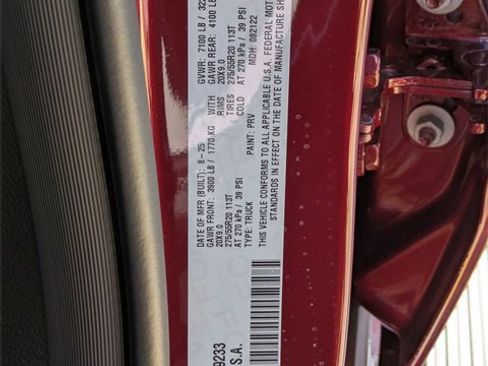 GVWR: 7100 LB / 322
DATE OF MFR (BUILT): 8-25 GAWR REAR: 4100 LB
GAWR FRONT: 3900 LB / 1770 KG WITH 20X9.0
20X9.0 RIMS 275/55R20 113T
275/55R20 113T TIRES AT 270 kPa / 39 PSI
AT 270 kPa / 39 PSI COLD
TYPE: TRUCK PAINT: PRV MDH: 082122
THIS VEHICLE CONFORMS TO ALL APPLICABLE U.S.A. FEDERAL MOT
STANDARDS IN EFFECT ON THE DATE OF MANUFACTURE SH
9233
S.A.